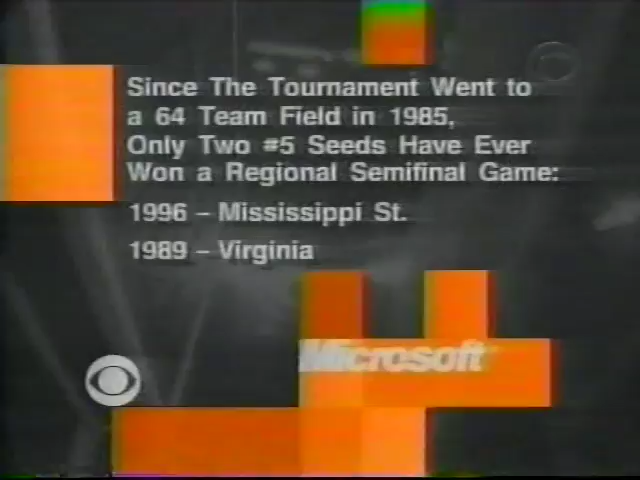 Since The Tournament Went to
a 64 Team Field in 1985,
Only Two #5 Seeds Have Ever
Won a Regional Semifinal Game:
1996 – Mississippi St.
1989 – Virginia
Microsoft